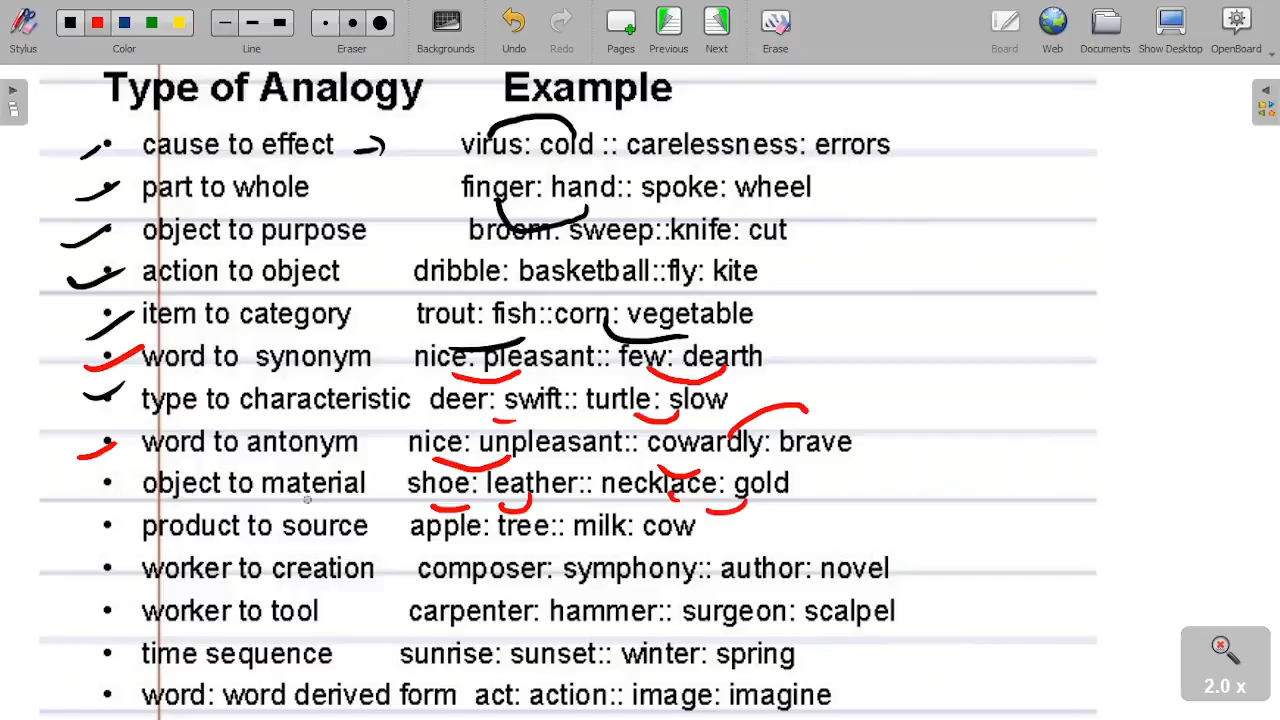 Stylus Color Line Eraser Backgrounds Undo Redo Pages Previous Next Erase Board Web Documents Show Desktop OpenBoard
Type of Analogy Example
• cause to effect virus: cold :: carelessness: errors
• part to whole finger: hand:: spoke: wheel
• object to purpose broom: sweep::knife: cut
• action to object dribble: basketball::fly: kite
• item to category trout: fish::corn: vegetable
• word to synonym nice: pleasant:: few: dearth
• type to characteristic deer: swift:: turtle: slow
• word to antonym nice: unpleasant:: cowardly: brave
• object to material shoe: leather:: necklace: gold
• product to source apple: tree:: milk: cow
• worker to creation composer: symphony:: author: novel
• worker to tool carpenter: hammer:: surgeon: scalpel
• time sequence sunrise: sunset:: winter: spring
• word: word derived form act: action:: image: imagine
2.0 x